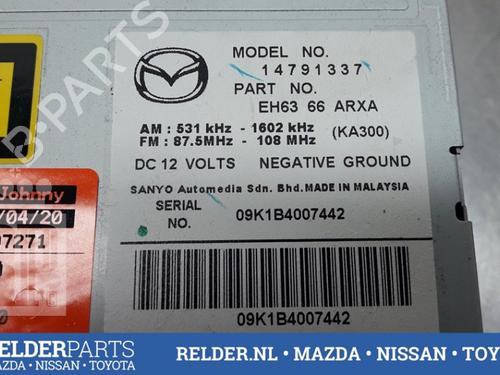 MODEL NO.
14791337
PART NO.
EH63 66 ARXA
AM : 531 kHz - 1602 kHz
(KA300)
FM : 87.5MHz - 108 MHz
DC 12 VOLTS NEGATIVE GROUND
SANYO Automedia Sdn. Bhd. MADE IN MALAYSIA
SERIAL NO. 09K1B4007442
09K1B4007442
Johnny
/04/20
97271
B-PARTS
RELDERPARTS
MAZDA • NISSAN • TOYOTA
RELDER.NL • MAZDA • NISSAN • TOY